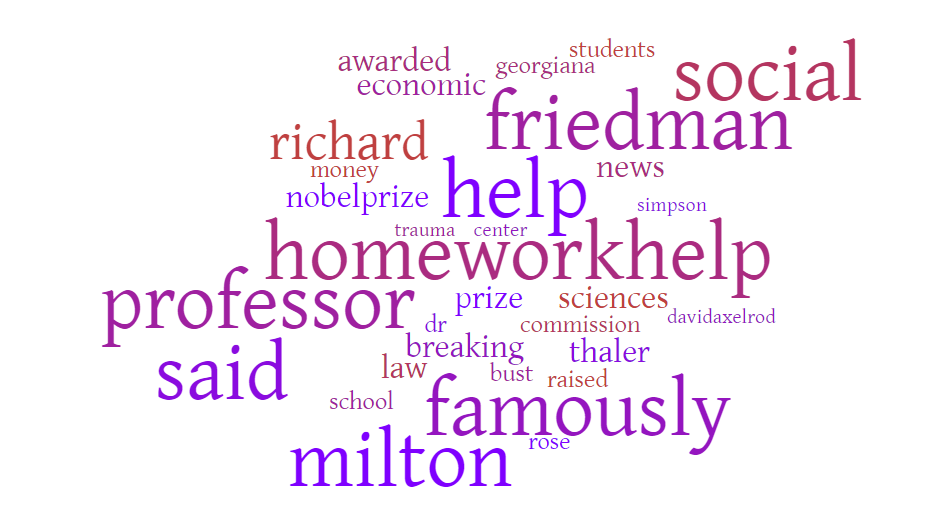 students
awarded
georgiana
social
economic
friedman
richard
news
money
help
nobelprize
simpson
trauma center
homeworkhelp
professor
prize
sciences
davidaxelrod
dr
commission
breaking
thaler
said
law
bust
raised
school
famously
rose
milton